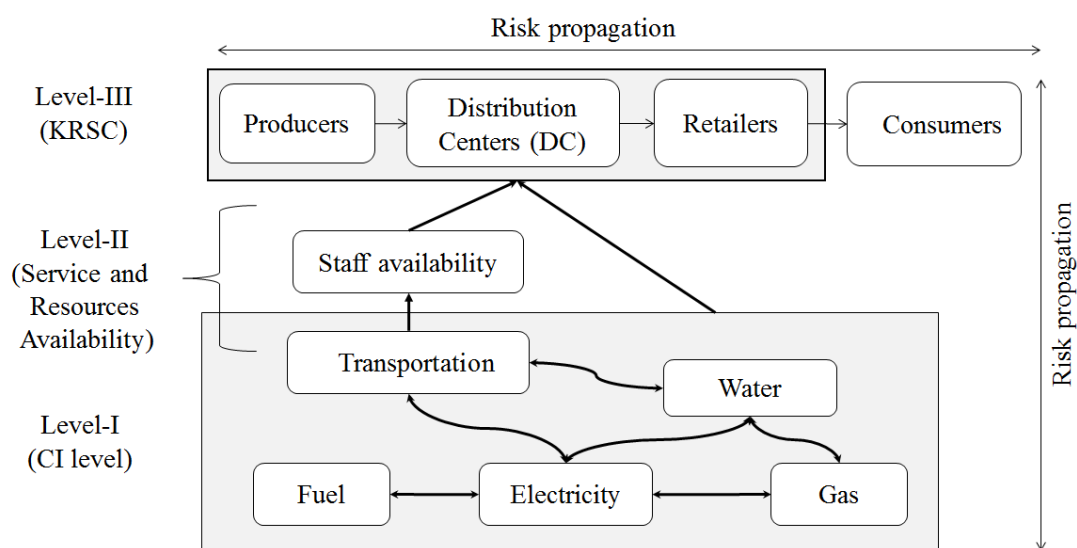 Risk propagation
Level-III
(KRSC)
Producers
Distribution
Centers (DC)
Retailers
Consumers
Level-II
(Service and
Resources
Availability)
Staff availability
Risk propagation
Transportation
Water
Level-I
(CI level)
Fuel
Electricity
Gas